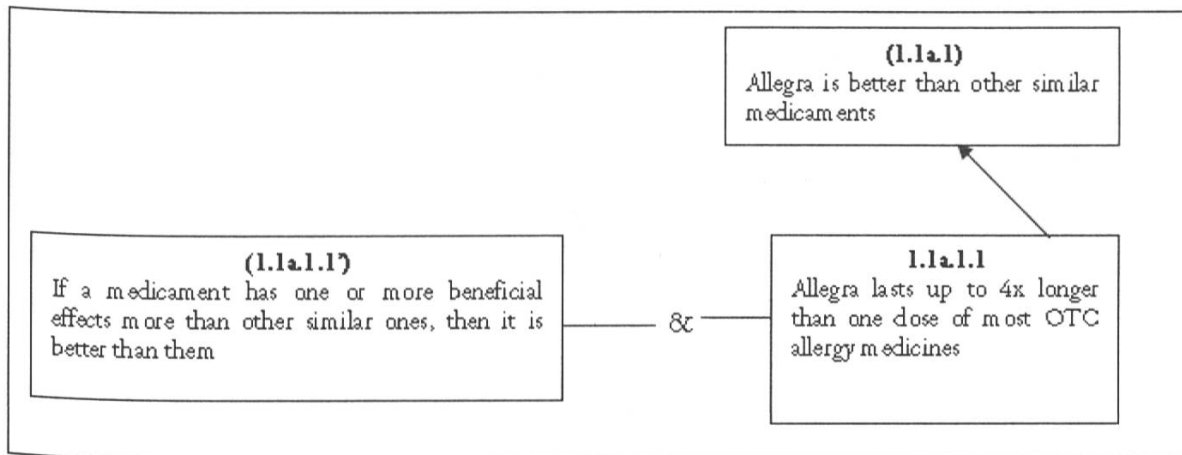 (1.1a.1)
Allegra is better than other similar
medicaments
(1.1a.1.1')
If a medicament has one or more beneficial
effects more than other similar ones, then it is
better than them
&
1.1a.1.1
Allegra lasts up to 4x longer
than one dose of most OTC
allergy medicines